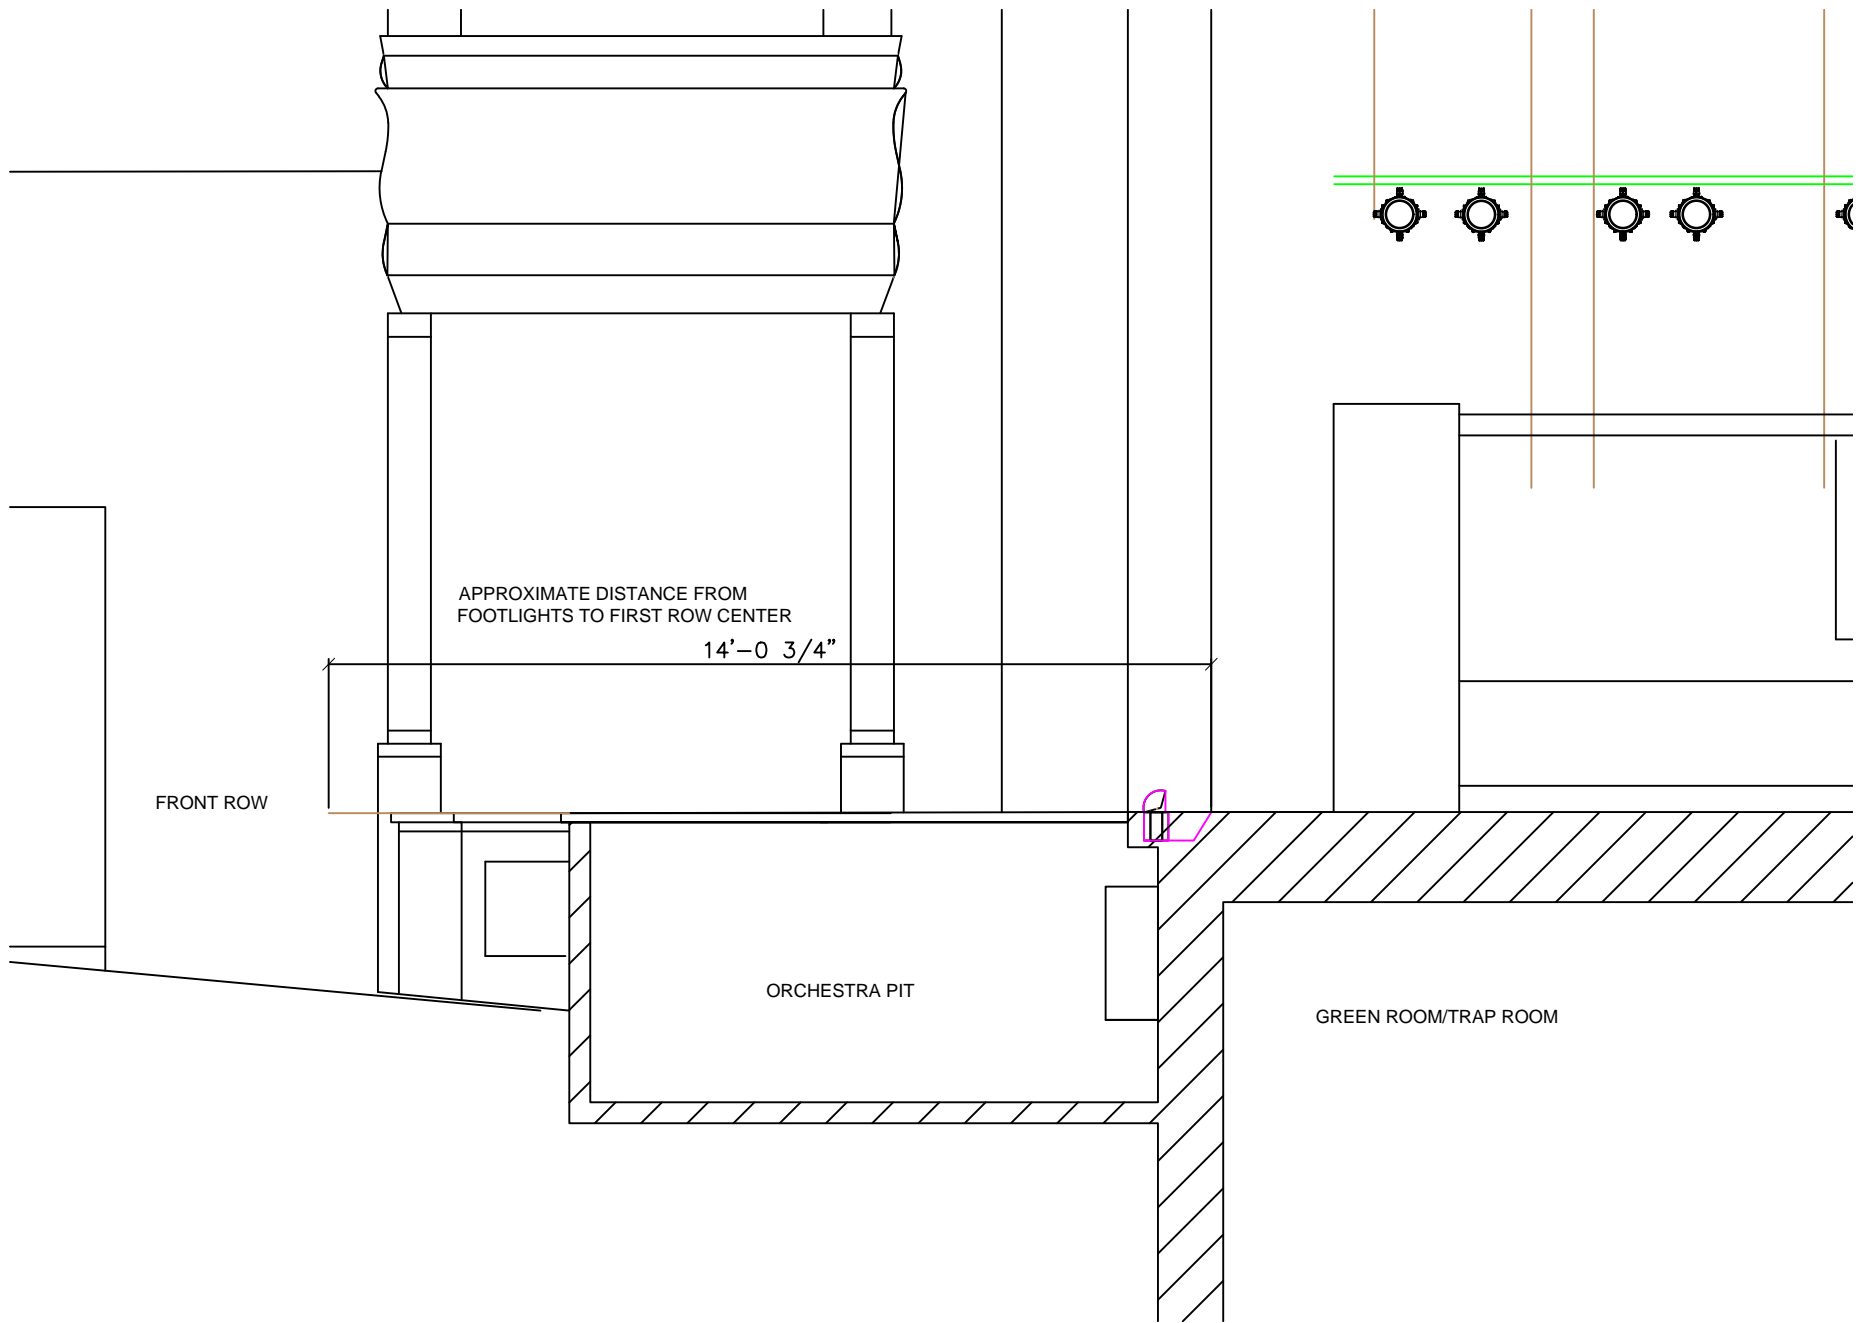 APPROXIMATE DISTANCE FROM
FOOTLIGHTS TO FIRST ROW CENTER
14'-0 3/4"
FRONT ROW
ORCHESTRA PIT
GREEN ROOM/TRAP ROOM